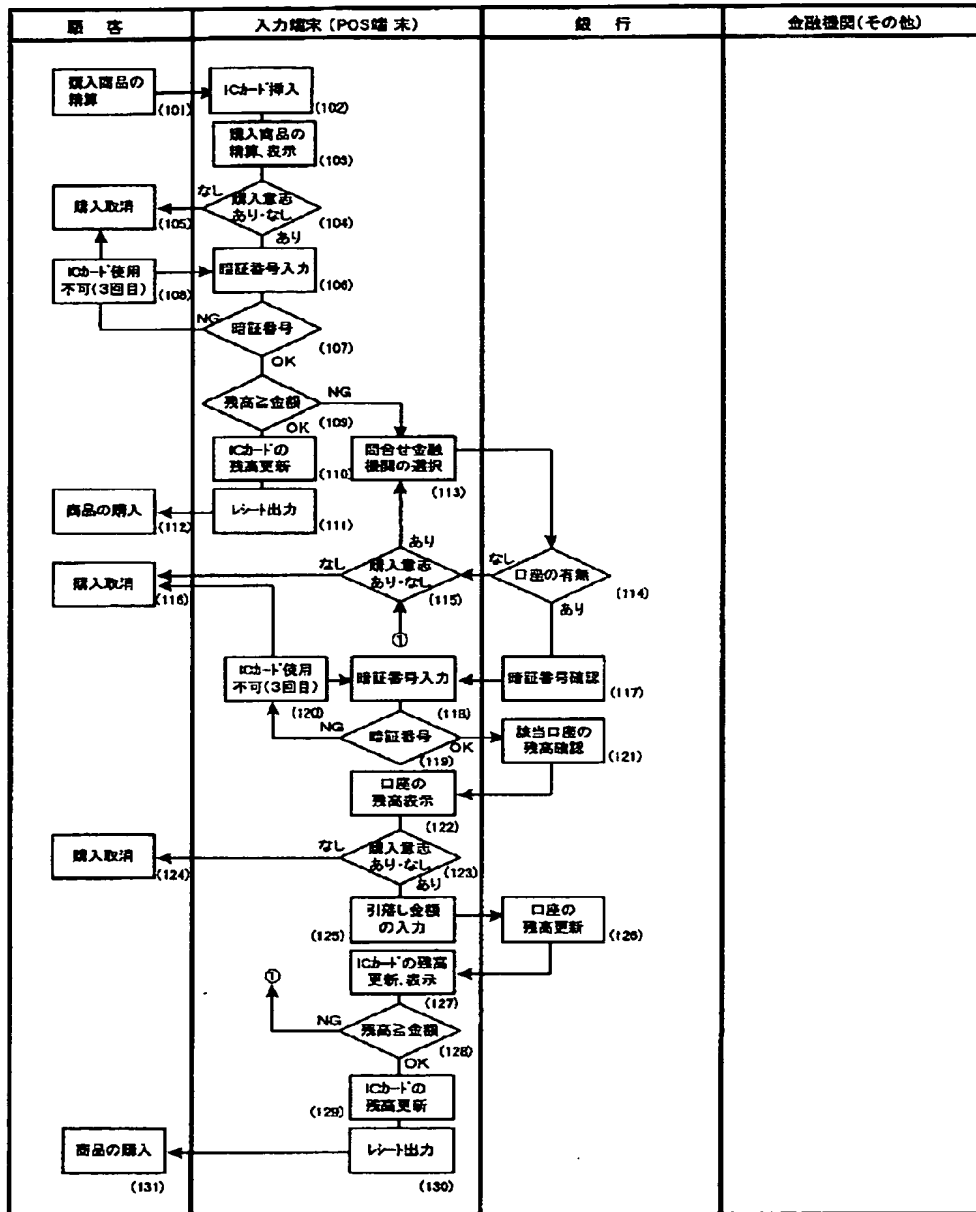 顧 客
入力端末(POS端末)
銀 行
金融機関(その他)
購入商品の
精算
(101)
ICカード挿入
(102)
購入商品の
精算、表示
(103)
なし
購入意志
あり・なし
(104)
購入取消
(105)
あり
ICカード使用
不可(3回目)
(108)
暗証番号入力
(106)
NG
暗証番号
(107)
OK
残高≧金額
NG
(109)
OK
ICカードの
残高更新
(110)
問合せ金融
機関の選択
(113)
商品の購入
(112)
レシート出力
(111)
あり
購入取消
(116)
なし
購入意志
あり・なし
(115)
なし
口座の有無
(114)
あり
①
ICカード使用
不可(3回目)
(120)
暗証番号入力
(118)
暗証番号確認
(117)
NG
暗証番号
(119)
OK
該当口座の
残高確認
(121)
口座の
残高表示
(122)
購入取消
(124)
なし
購入意志
あり・なし
(123)
あり
引落し金額
の入力
(125)
口座の
残高更新
(126)
ICカードの残高
更新、表示
(127)
①
NG
残高≧金額
(128)
OK
ICカードの
残高更新
(129)
商品の購入
(131)
レシート出力
(130)